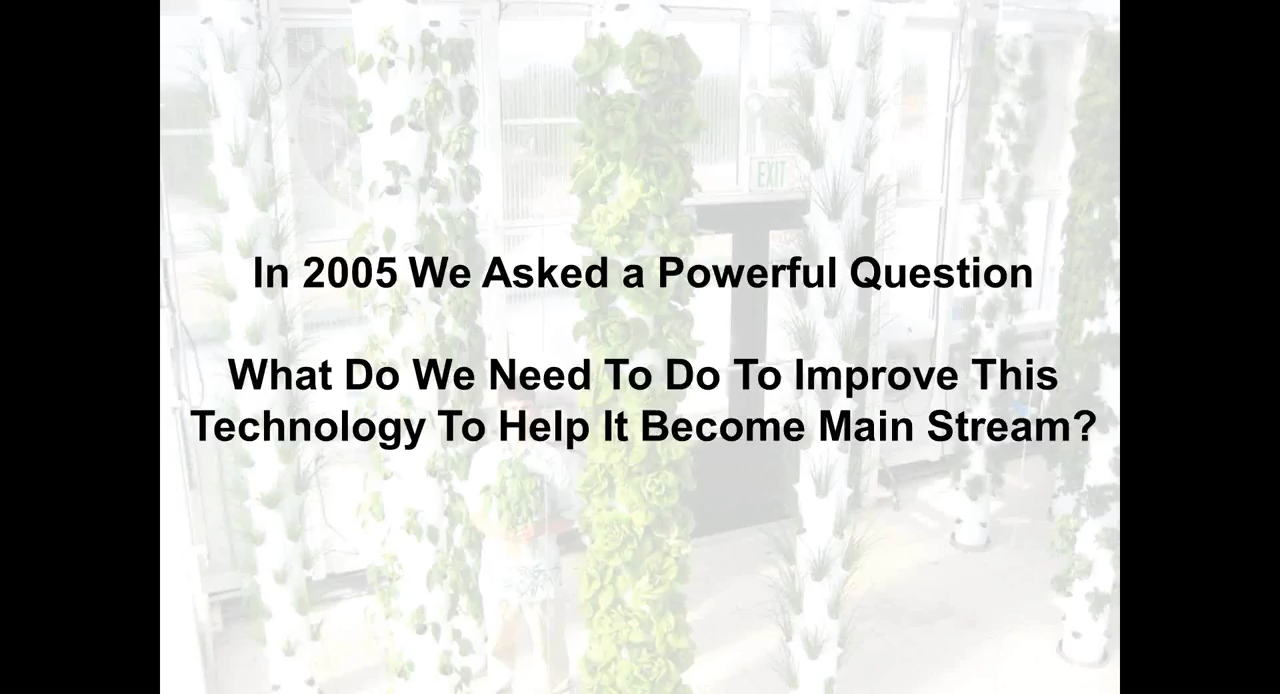 EXIT
In 2005 We Asked a Powerful Question
What Do We Need To Do To Improve This
Technology To Help It Become Main Stream?